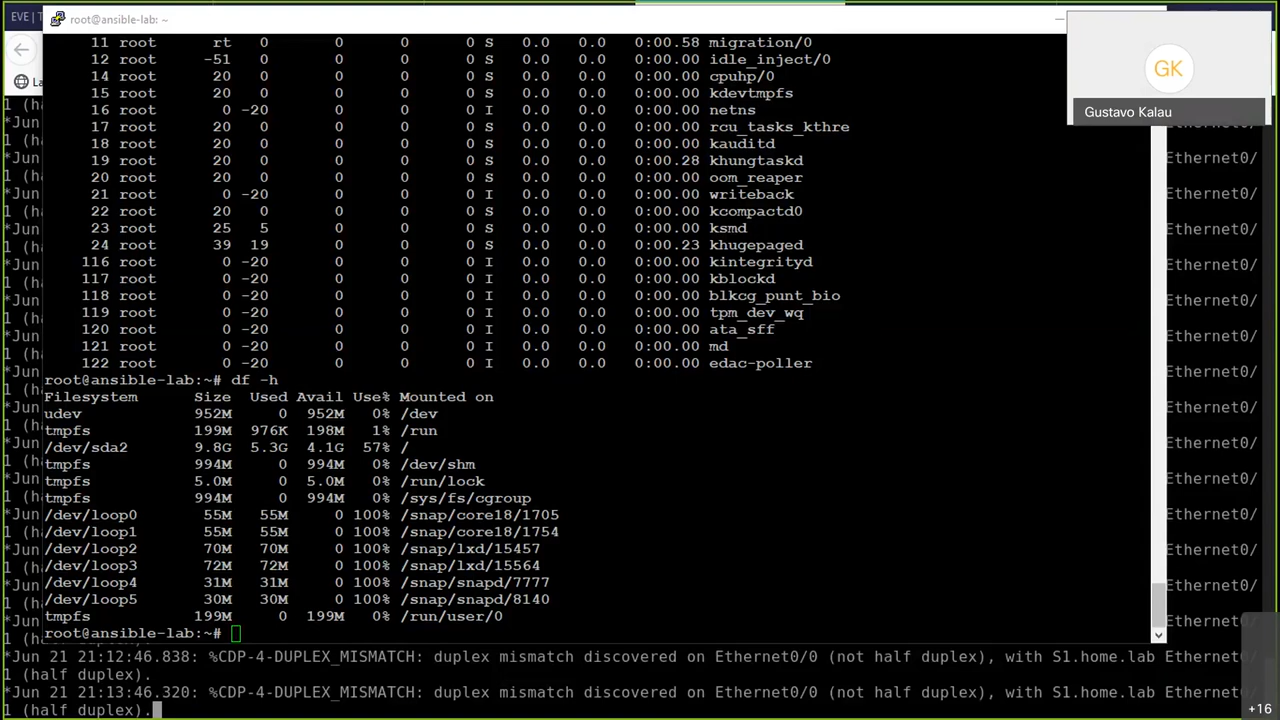 EVE | T
root@ansible-lab: ~
La
GK
Gustavo Kalau
11 root rt 0 0 0 0 S 0.0 0.0 0:00.58 migration/0
12 root -51 0 0 0 0 S 0.0 0.0 0:00.00 idle_inject/0
14 root 20 0 0 0 0 S 0.0 0.0 0:00.00 cpuhp/0
15 root 20 0 0 0 0 S 0.0 0.0 0:00.00 kdevtmpfs
16 root 0 -20 0 0 0 I 0.0 0.0 0:00.00 netns
17 root 20 0 0 0 0 S 0.0 0.0 0:00.00 rcu_tasks_kthre
18 root 20 0 0 0 0 S 0.0 0.0 0:00.00 kauditd
19 root 20 0 0 0 0 S 0.0 0.0 0:00.28 khungtaskd
20 root 20 0 0 0 0 S 0.0 0.0 0:00.00 oom_reaper
21 root 0 -20 0 0 0 I 0.0 0.0 0:00.00 writeback
22 root 20 0 0 0 0 S 0.0 0.0 0:00.00 kcompactd0
23 root 25 5 0 0 0 S 0.0 0.0 0:00.00 ksmd
24 root 39 19 0 0 0 S 0.0 0.0 0:00.23 khugepaged
116 root 0 -20 0 0 0 I 0.0 0.0 0:00.00 kintegrityd
117 root 0 -20 0 0 0 I 0.0 0.0 0:00.00 kblockd
118 root 0 -20 0 0 0 I 0.0 0.0 0:00.00 blkcg_punt_bio
119 root 0 -20 0 0 0 I 0.0 0.0 0:00.00 tpm_dev_wq
120 root 0 -20 0 0 0 I 0.0 0.0 0:00.00 ata_sff
121 root 0 -20 0 0 0 I 0.0 0.0 0:00.00 md
122 root 0 -20 0 0 0 I 0.0 0.0 0:00.00 edac-poller
root@ansible-lab:~# df -h
Filesystem Size Used Avail Use% Mounted on
udev 952M 0 952M 0% /dev
tmpfs 199M 976K 198M 1% /run
/dev/sda2 9.8G 5.3G 4.1G 57% /
tmpfs 994M 0 994M 0% /dev/shm
tmpfs 5.0M 0 5.0M 0% /run/lock
tmpfs 994M 0 994M 0% /sys/fs/cgroup
/dev/loop0 55M 55M 0 100% /snap/core18/1705
/dev/loop1 55M 55M 0 100% /snap/core18/1754
/dev/loop2 70M 70M 0 100% /snap/lxd/15457
/dev/loop3 72M 72M 0 100% /snap/lxd/15564
/dev/loop4 31M 31M 0 100% /snap/snapd/7777
/dev/loop5 30M 30M 0 100% /snap/snapd/8140
tmpfs 199M 0 199M 0% /run/user/0
root@ansible-lab:~#
*Jun 21 21:12:46.838: %CDP-4-DUPLEX_MISMATCH: duplex mismatch discovered on Ethernet0/0 (not half duplex), with S1.home.lab Ethernet0/
1 (half duplex).
*Jun 21 21:13:46.320: %CDP-4-DUPLEX_MISMATCH: duplex mismatch discovered on Ethernet0/0 (not half duplex), with S1.home.lab Ethernet0/
1 (half duplex).
+16